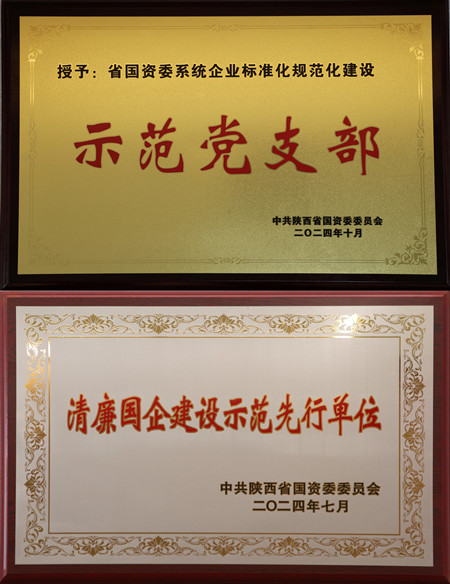 授予：省国资委系统企业标准化规范化建设
示范党支部
中共陕西省国资委委员会
二〇二四年十月
清廉国企建设示范先行单位
中共陕西省国资委委员会
二〇二四年七月